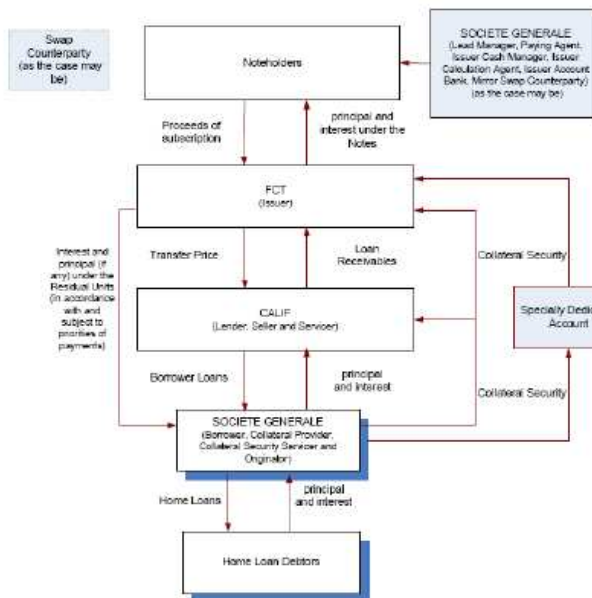 Swap
Counterparty
(as the case may
be)
Noteholders
SOCIETE GENERALE
(Lead Manager, Paying Agent,
Issuer Cash Manager, Issuer
Calculation Agent, Issuer Account
Bank, Mirror Swap Counterparty)
(as the case may be)
Proceeds of
subscription
principal and
interest under the
Notes
FCT
(Issuer)
Interest and
principal (if
any) under the
Residual Units
(in accordance
with and
subject to
priorities of
payments)
Transfer Price
Loan
Receivables
Collateral Security
CALIF
(Lender, Seller and Servicer)
Specially Dedic
Account
Borrower Loans
principal
and interest
Collateral Security
SOCIETE GENERALE
(Borrower, Collateral Provider,
Collateral Security Servicer and
Originator)
Home Loans
principal
and interest
Home Loan Debtors